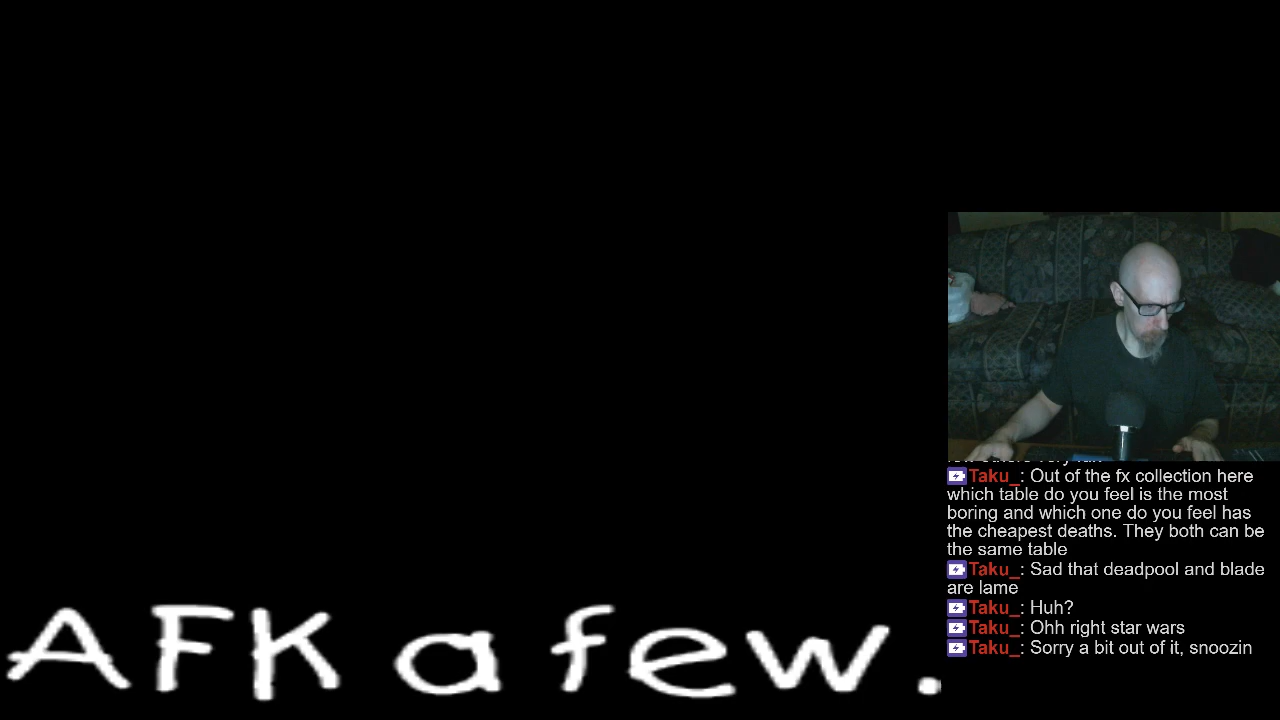 Taku_: Out of the fx collection here
which table do you feel is the most
boring and which one do you feel has
the cheapest deaths. They both can be
the same table
Taku_: Sad that deadpool and blade
are lame
Taku_: Huh?
Taku_: Ohh right star wars
Taku_: Sorry a bit out of it, snoozin
AFK a few.